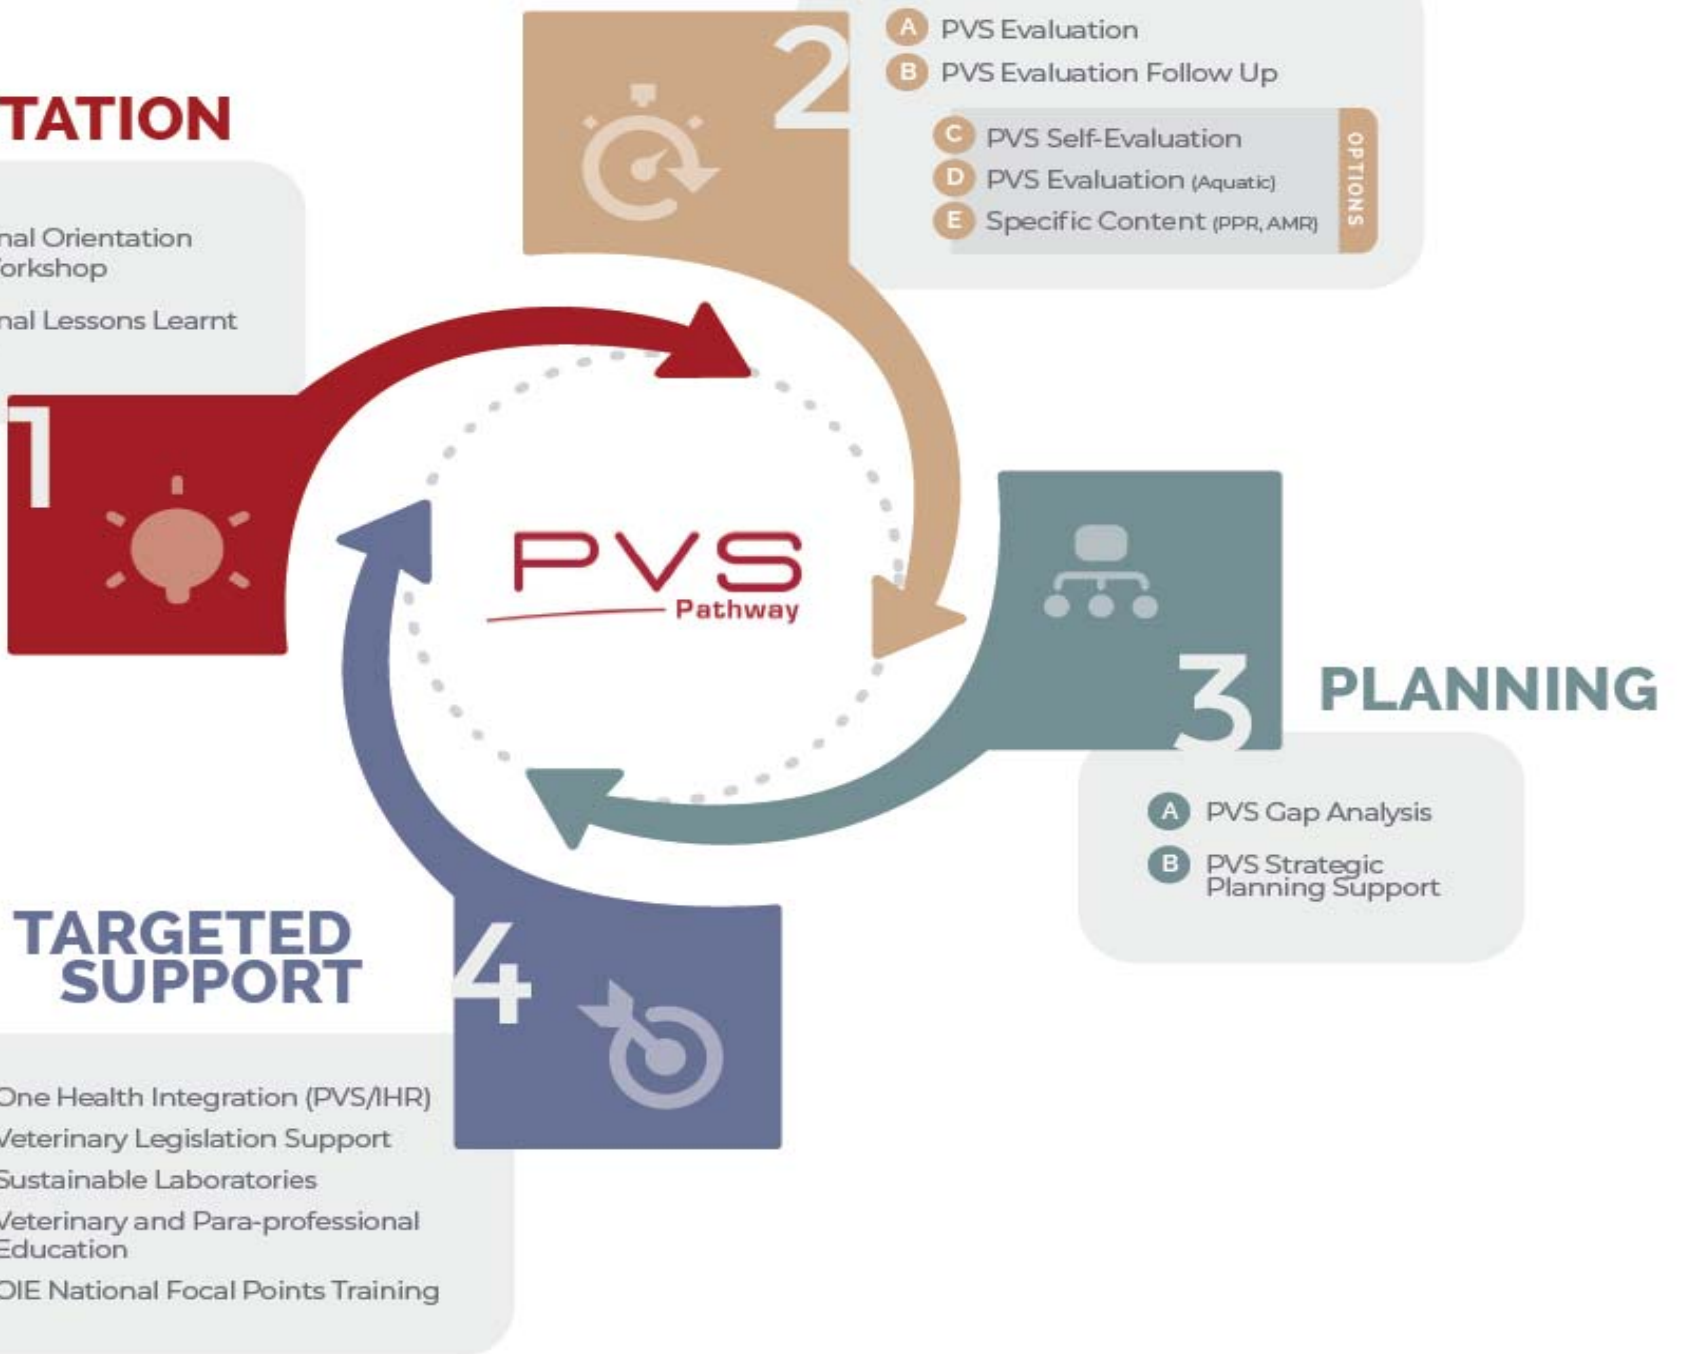 TATION
nal Orientation
orkshop
nal Lessons Learnt
1
2
A PVS Evaluation
B PVS Evaluation Follow Up
C PVS Self-Evaluation
D PVS Evaluation (Aquatic)
E Specific Content (PPR, AMR)
OPTIONS
PVS
Pathway
3
PLANNING
A PVS Gap Analysis
B PVS Strategic
Planning Support
TARGETED
SUPPORT
4
One Health Integration (PVS/IHR)
Veterinary Legislation Support
Sustainable Laboratories
Veterinary and Para-professional
Education
OIE National Focal Points Training